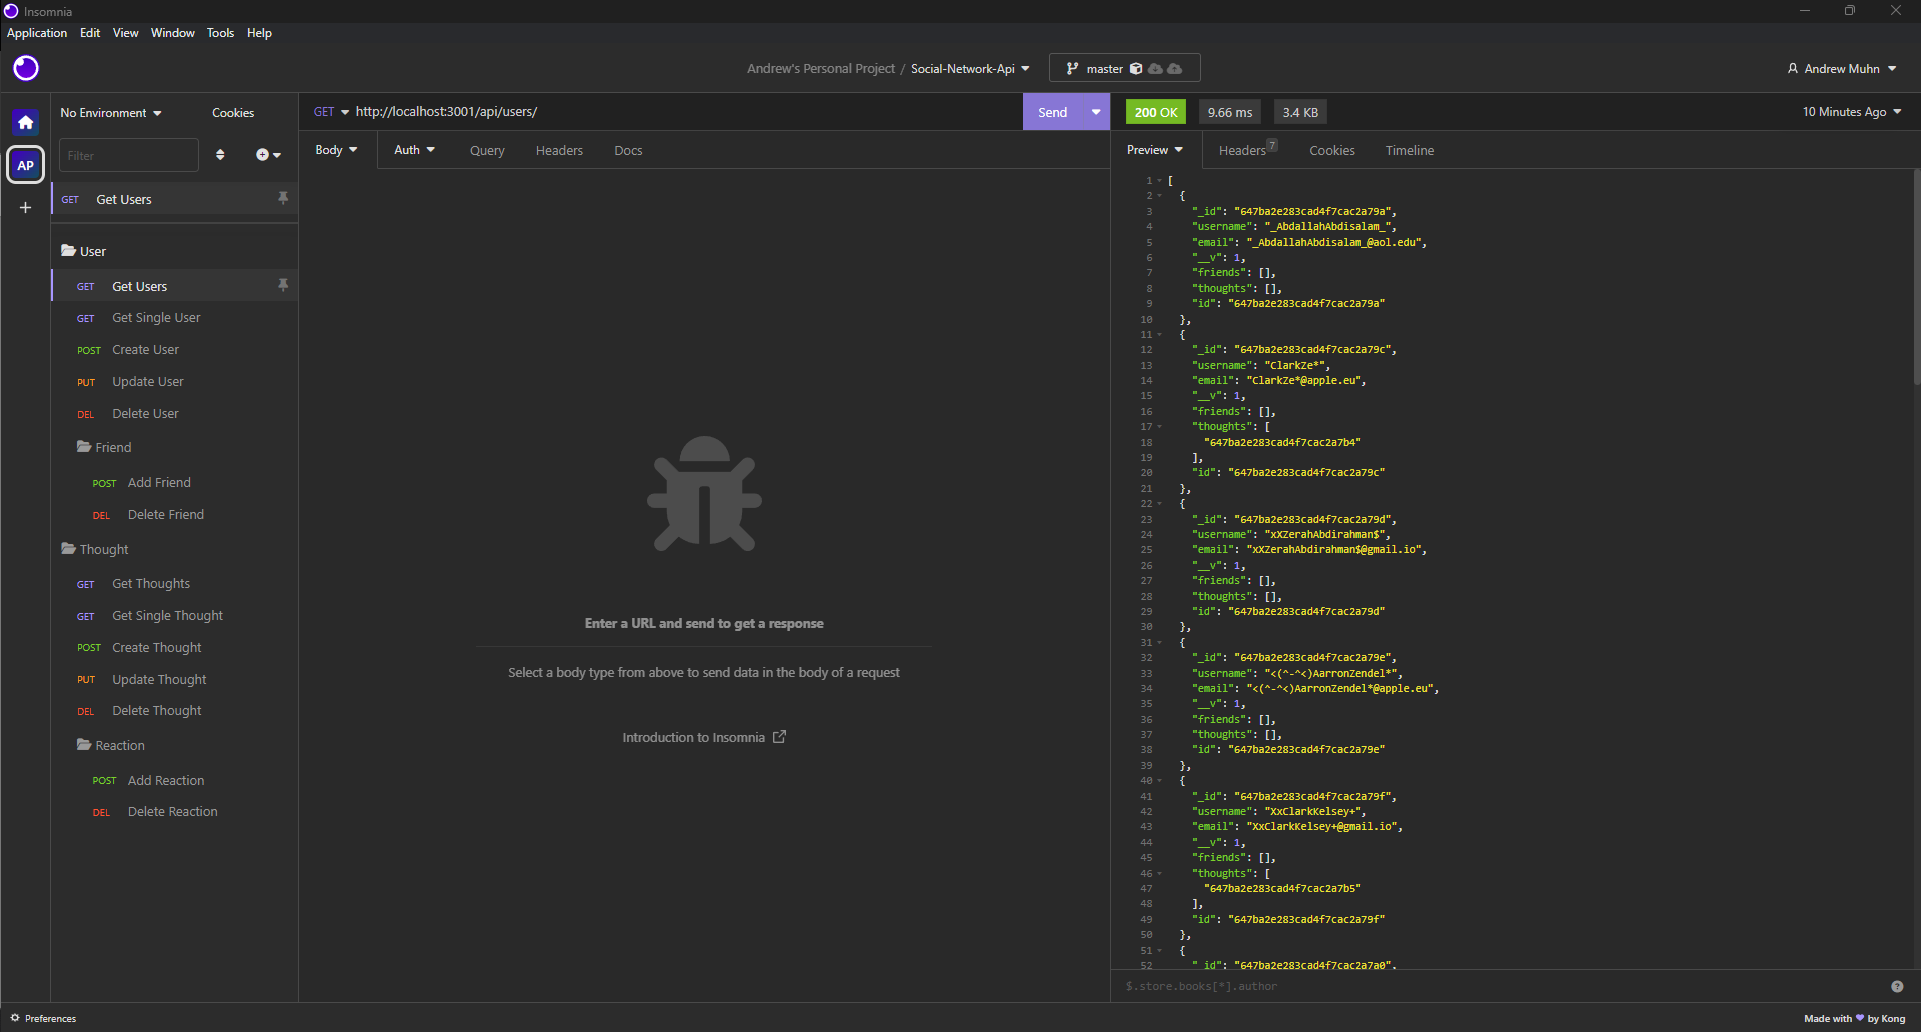 Insomnia
Application Edit View Window Tools Help
Andrew's Personal Project / Social-Network-Api
master
Andrew Muhn
No Environment
Cookies
Filter
AP
GET Get Users
User
GET Get Users
GET Get Single User
POST Create User
PUT Update User
DEL Delete User
Friend
POST Add Friend
DEL Delete Friend
Thought
GET Get Thoughts
GET Get Single Thought
POST Create Thought
PUT Update Thought
DEL Delete Thought
Reaction
POST Add Reaction
DEL Delete Reaction
GET http://localhost:3001/api/users/
Send
Body Auth Query Headers Docs
Enter a URL and send to get a response
Select a body type from above to send data in the body of a request
Introduction to Insomnia
200 OK 9.66 ms 3.4 KB
10 Minutes Ago
Preview Headers 7 Cookies Timeline
1 [
2 {
3 "_id": "647ba2e283cad4f7cac2a79a",
4 "username": "_AbdallahAbdisalam_",
5 "email": "_AbdallahAbdisalam_@aol.edu",
6 "__v": 1,
7 "friends": [],
8 "thoughts": [],
9 "id": "647ba2e283cad4f7cac2a79a"
10 },
11 {
12 "_id": "647ba2e283cad4f7cac2a79c",
13 "username": "ClarkZe*",
14 "email": "ClarkZe*@apple.eu",
15 "__v": 1,
16 "friends": [],
17 "thoughts": [
18 "647ba2e283cad4f7cac2a7b4"
19 ],
20 "id": "647ba2e283cad4f7cac2a79c"
21 },
22 {
23 "_id": "647ba2e283cad4f7cac2a79d",
24 "username": "xXZerahAbdirahman$",
25 "email": "xXZerahAbdirahman$@gmail.io",
26 "__v": 1,
27 "friends": [],
28 "thoughts": [],
29 "id": "647ba2e283cad4f7cac2a79d"
30 },
31 {
32 "_id": "647ba2e283cad4f7cac2a79e",
33 "username": "<(^-^<)AarronZendel*",
34 "email": "<(^-^<)AarronZendel*@apple.eu",
35 "__v": 1,
36 "friends": [],
37 "thoughts": [],
38 "id": "647ba2e283cad4f7cac2a79e"
39 },
40 {
41 "_id": "647ba2e283cad4f7cac2a79f",
42 "username": "XxClarkKelsey+",
43 "email": "XxClarkKelsey+@gmail.io",
44 "__v": 1,
45 "friends": [],
46 "thoughts": [
47 "647ba2e283cad4f7cac2a7b5"
48 ],
49 "id": "647ba2e283cad4f7cac2a79f"
50 },
51 {
52 "_id": "647ba2e283cad4f7cac2a7a0",
$.store.books[*].author
Preferences
Made with by Kong